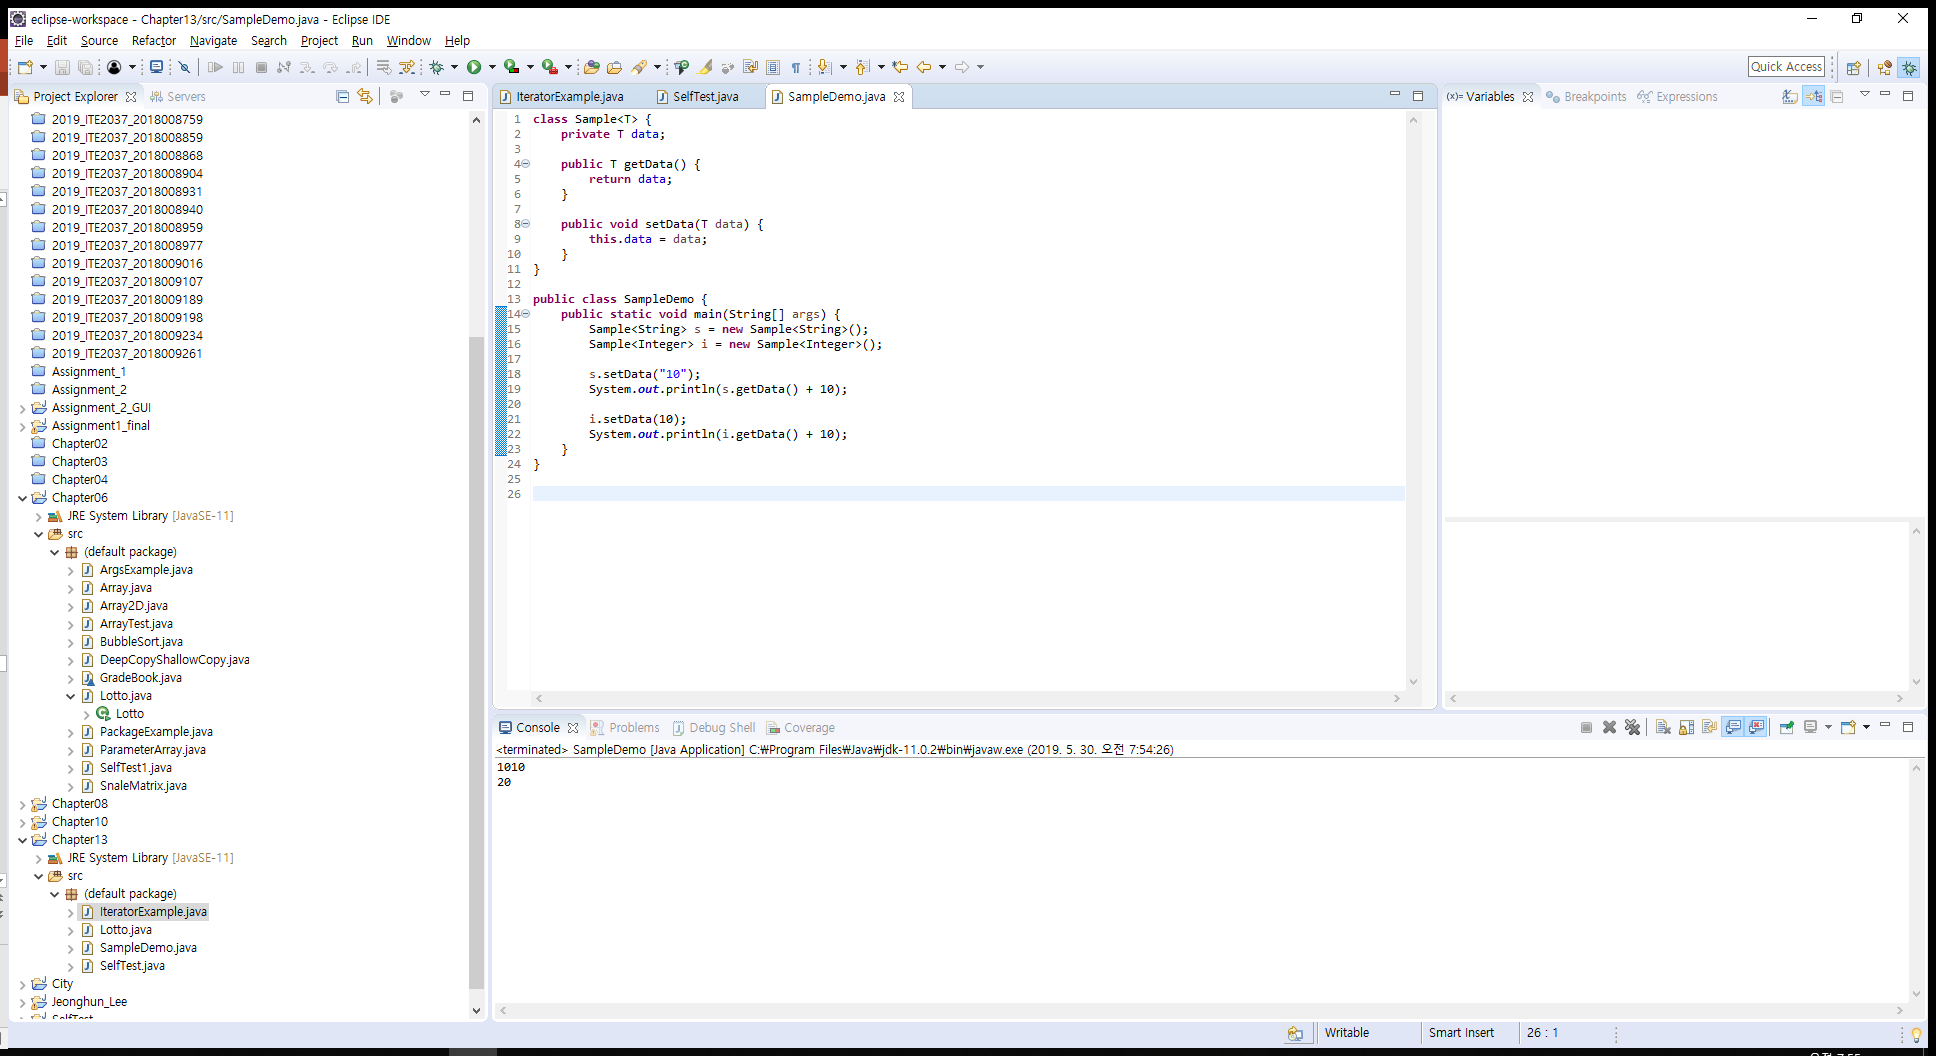 eclipse-workspace - Chapter13/src/SampleDemo.java - Eclipse IDE
File Edit Source Refactor Navigate Search Project Run Window Help
Quick Access
Project Explorer Servers
2019_ITE2037_2018008759
2019_ITE2037_2018008859
2019_ITE2037_2018008868
2019_ITE2037_2018008904
2019_ITE2037_2018008931
2019_ITE2037_2018008940
2019_ITE2037_2018008959
2019_ITE2037_2018008977
2019_ITE2037_2018009016
2019_ITE2037_2018009107
2019_ITE2037_2018009189
2019_ITE2037_2018009198
2019_ITE2037_2018009234
2019_ITE2037_2018009261
Assignment_1
Assignment_2
Assignment_2_GUI
Assignment1_final
Chapter02
Chapter03
Chapter04
Chapter06
JRE System Library [JavaSE-11]
src
(default package)
ArgsExample.java
Array.java
Array2D.java
ArrayTest.java
BubbleSort.java
DeepCopyShallowCopy.java
GradeBook.java
Lotto.java
Lotto
PackageExample.java
ParameterArray.java
SelfTest1.java
SnaleMatrix.java
Chapter08
Chapter10
Chapter13
JRE System Library [JavaSE-11]
src
(default package)
IteratorExample.java
Lotto.java
SampleDemo.java
SelfTest.java
City
Jeonghun_Lee
SelfTest
IteratorExample.java SelfTest.java SampleDemo.java
1 class Sample<T> {
2 private T data;
3
4 public T getData() {
5 return data;
6 }
7
8 public void setData(T data) {
9 this.data = data;
10 }
11 }
12
13 public class SampleDemo {
14 public static void main(String[] args) {
15 Sample<String> s = new Sample<String>();
16 Sample<Integer> i = new Sample<Integer>();
17
18 s.setData("10");
19 System.out.println(s.getData() + 10);
20
21 i.setData(10);
22 System.out.println(i.getData() + 10);
23 }
24 }
25
26
(x)= Variables Breakpoints Expressions
Console Problems Debug Shell Coverage
<terminated> SampleDemo [Java Application] C:₩Program Files₩Java₩jdk-11.0.2₩bin₩javaw.exe (2019. 5. 30. 오전 7:54:26)
1010
20
Writable Smart Insert 26 : 1